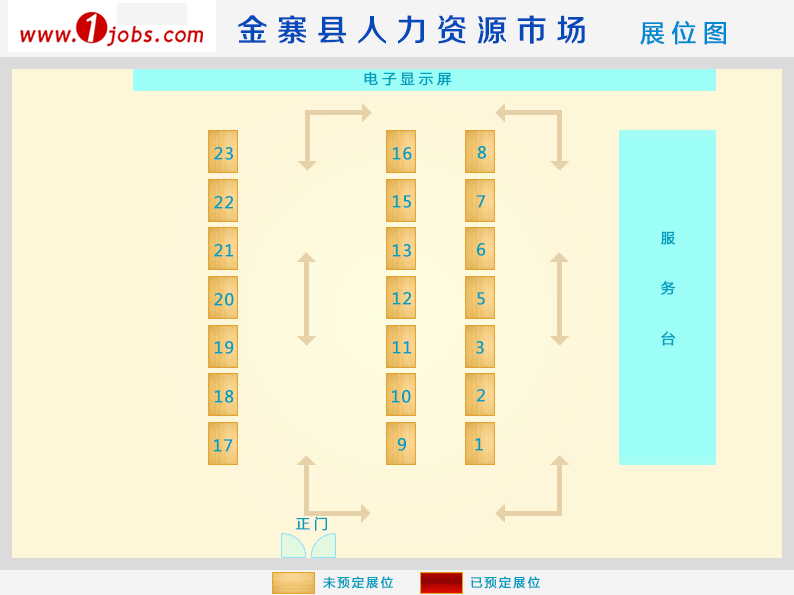 www.1jobs.com 金寨县人力资源市场 展位图
电子显示屏
23 16 8
22 15 7
21 13 6
20 12 5
19 11 3
18 10 2
17 9 1
服
务
台
正门
未预定展位 已预定展位